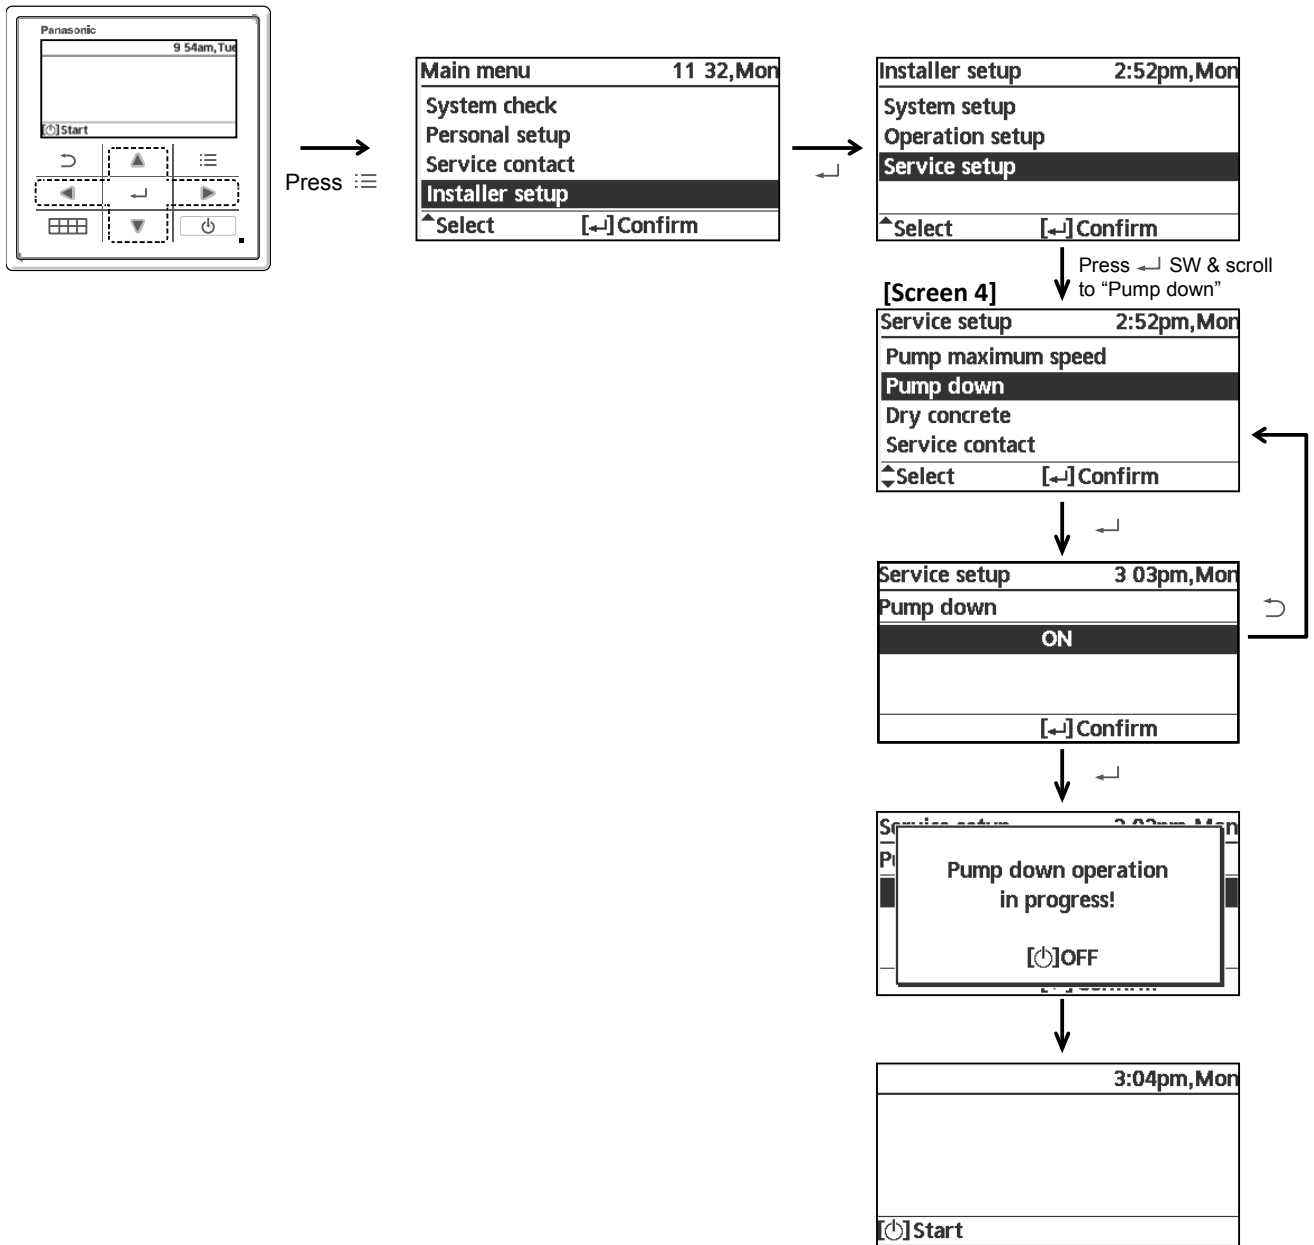 Panasonic
9 54am,Tue
[⏻]Start
Press
Main menu 11 32,Mon
System check
Personal setup
Service contact
Installer setup
Select [↵]Confirm
Installer setup 2:52pm,Mon
System setup
Operation setup
Service setup
Select [↵]Confirm
Press ↵ SW & scroll
to “Pump down”
[Screen 4]
Service setup 2:52pm,Mon
Pump maximum speed
Pump down
Dry concrete
Service contact
Select [↵]Confirm
Service setup 3 03pm,Mon
Pump down
ON
[↵]Confirm
Pump down operation
in progress!
[⏻]OFF
3:04pm,Mon
[⏻]Start